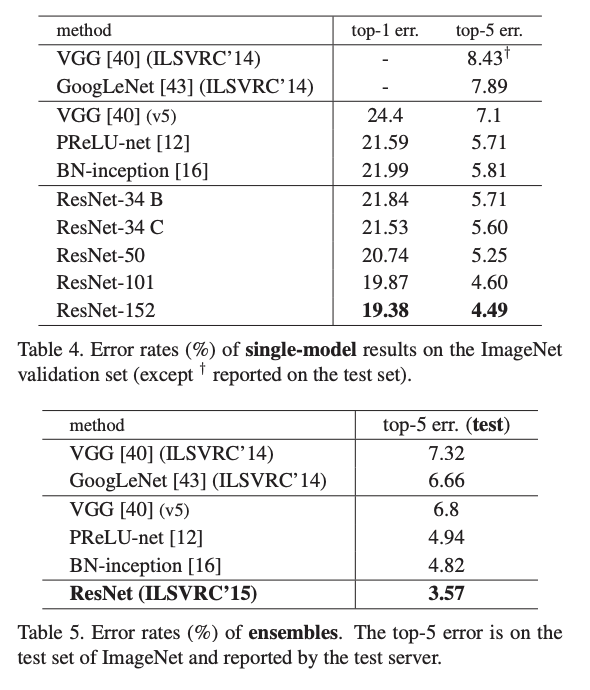 method top-1 err. top-5 err.
VGG [40] (ILSVRC’14) - 8.43†
GoogLeNet [43] (ILSVRC’14) - 7.89
VGG [40] (v5) 24.4 7.1
PReLU-net [12] 21.59 5.71
BN-inception [16] 21.99 5.81
ResNet-34 B 21.84 5.71
ResNet-34 C 21.53 5.60
ResNet-50 20.74 5.25
ResNet-101 19.87 4.60
ResNet-152 19.38 4.49
Table 4. Error rates (%) of single-model results on the ImageNet
validation set (except † reported on the test set).
method top-5 err. (test)
VGG [40] (ILSVRC’14) 7.32
GoogLeNet [43] (ILSVRC’14) 6.66
VGG [40] (v5) 6.8
PReLU-net [12] 4.94
BN-inception [16] 4.82
ResNet (ILSVRC’15) 3.57
Table 5. Error rates (%) of ensembles. The top-5 error is on the
test set of ImageNet and reported by the test server.